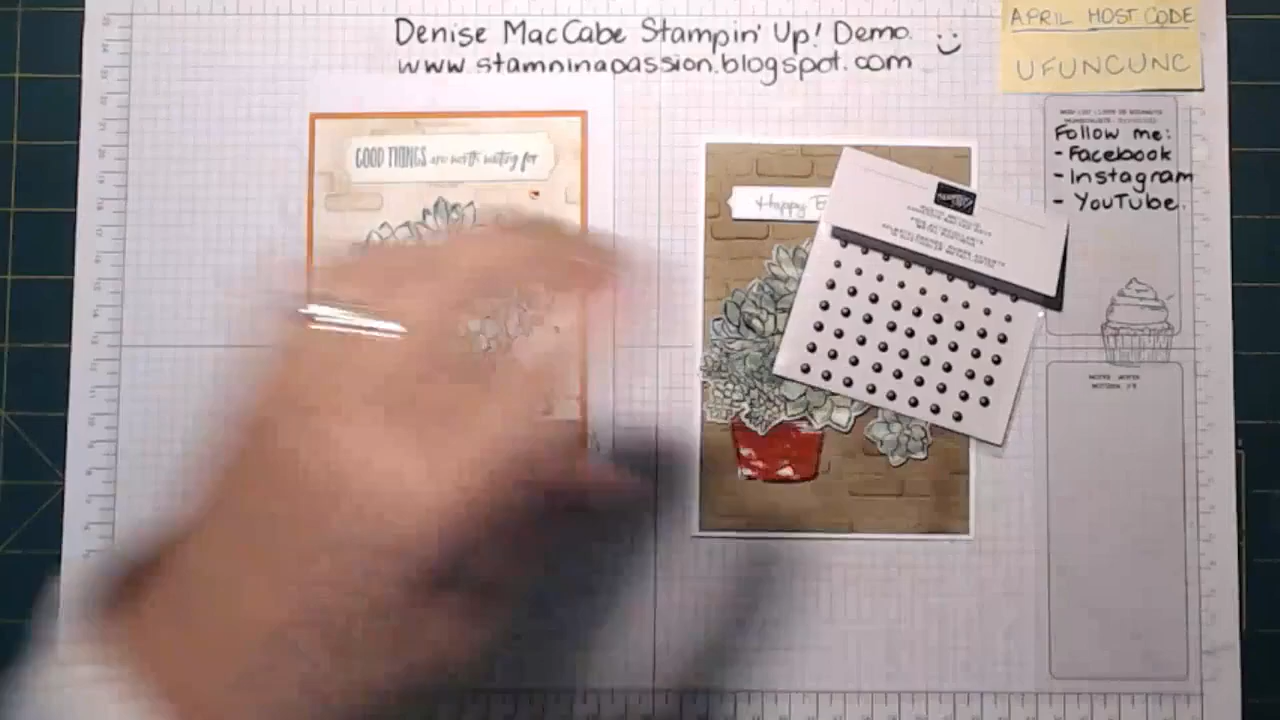 Denise MacCabe Stampin' Up! Demo.
www.stamninapassion.blogspot.com
APRIL HOST CODE
UFUNCUNC
Follow me:
- Facebook
- Instagram
- YouTube.
GOOD THINGS are worth waiting for
Happy